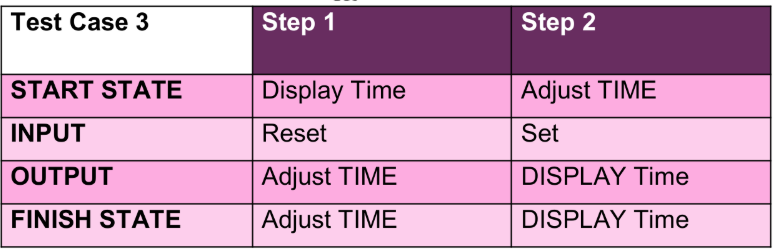 Test Case 3 Step 1 Step 2
START STATE Display Time Adjust TIME
INPUT Reset Set
OUTPUT Adjust TIME DISPLAY Time
FINISH STATE Adjust TIME DISPLAY Time